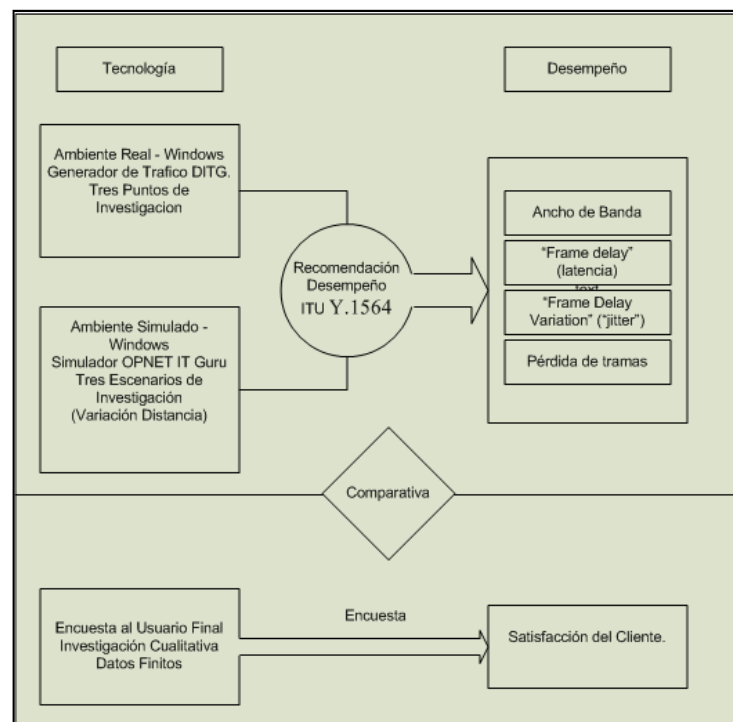 Tecnología
Desempeño
Ambiente Real - Windows
Generador de Trafico DITG.
Tres Puntos de
Investigacion
Ambiente Simulado -
Windows
Simulador OPNET IT Guru
Tres Escenarios de
Investigación
(Variación Distancia)
Recomendación
Desempeño
ITU Y.1564
Ancho de Banda
“Frame delay”
(latencia)
“Frame Delay
Variation” (“jitter”)
Pérdida de tramas
Comparativa
Encuesta al Usuario Final
Investigación Cualitativa
Datos Finitos
Encuesta
Satisfacción del Cliente.